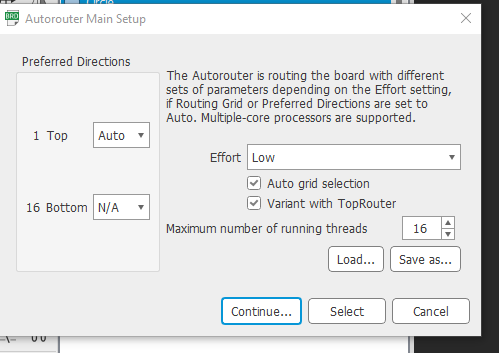 Circle
BRD Autorouter Main Setup
Preferred Directions
The Autorouter is routing the board with different
sets of parameters depending on the Effort setting,
if Routing Grid or Preferred Directions are set to
Auto. Multiple-core processors are supported.
1 Top Auto
Effort Low
Auto grid selection
16 Bottom N/A
Variant with TopRouter
Maximum number of running threads 16
Load... Save as...
Continue... Select Cancel